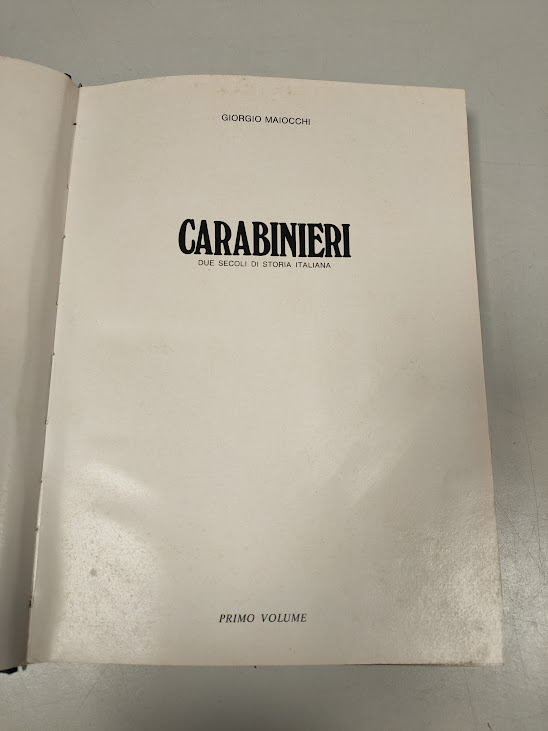 GIORGIO MAIOCCHI
CARABINIERI
DUE SECOLI DI STORIA ITALIANA
PRIMO VOLUME